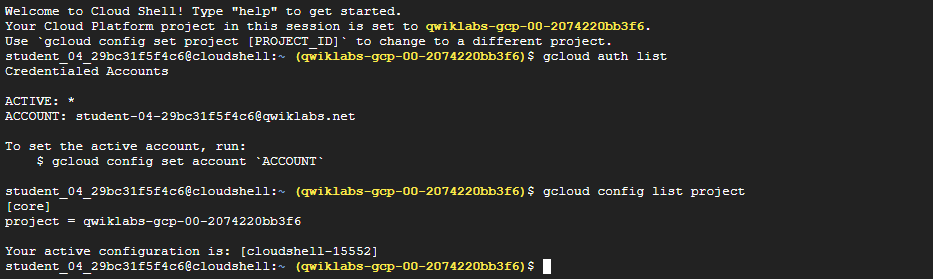 Welcome to Cloud Shell! Type "help" to get started.
Your Cloud Platform project in this session is set to qwiklabs-gcp-00-2074220bb3f6.
Use `gcloud config set project [PROJECT_ID]` to change to a different project.
student_04_29bc31f5f4c6@cloudshell:~ (qwiklabs-gcp-00-2074220bb3f6)$ gcloud auth list
Credentialed Accounts
ACTIVE: *
ACCOUNT: student-04-29bc31f5f4c6@qwiklabs.net
To set the active account, run:
$ gcloud config set account `ACCOUNT`
student_04_29bc31f5f4c6@cloudshell:~ (qwiklabs-gcp-00-2074220bb3f6)$ gcloud config list project
[core]
project = qwiklabs-gcp-00-2074220bb3f6
Your active configuration is: [cloudshell-15552]
student_04_29bc31f5f4c6@cloudshell:~ (qwiklabs-gcp-00-2074220bb3f6)$